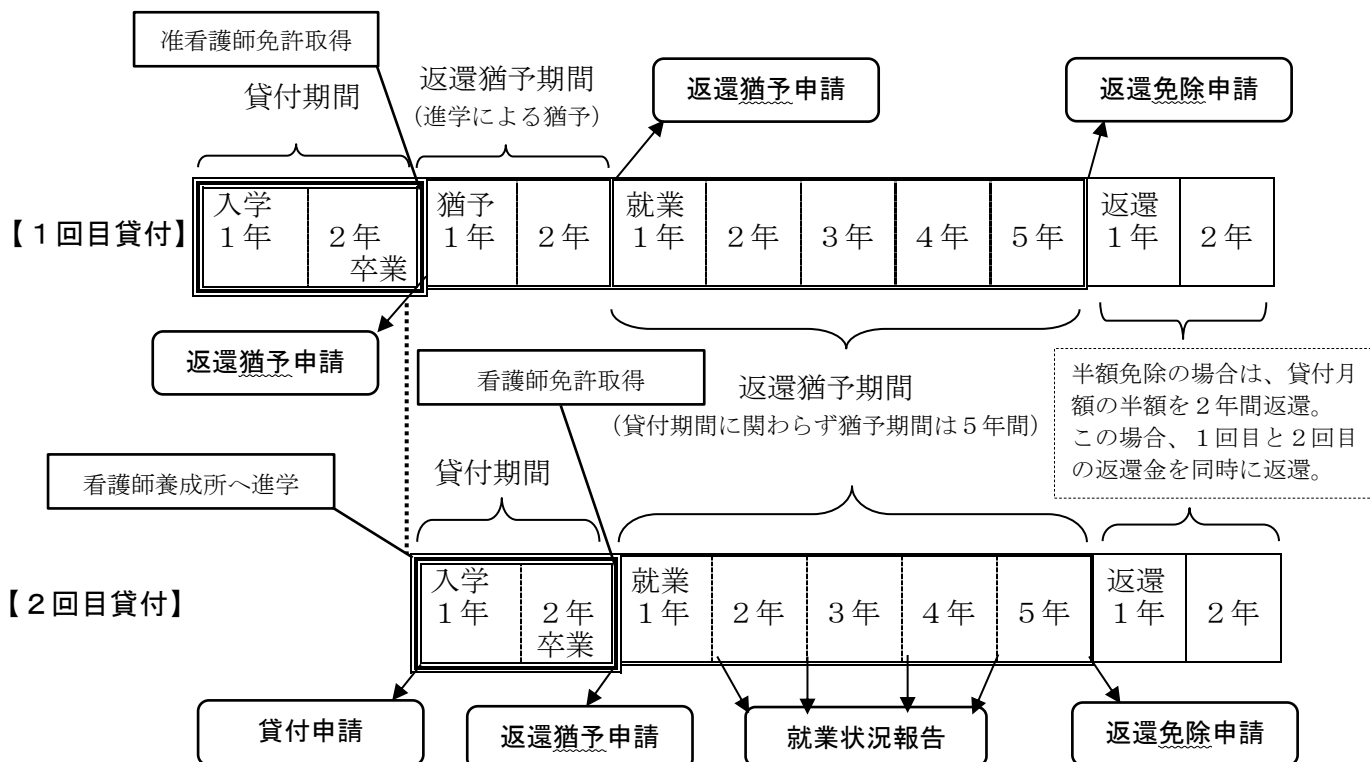 准看護師免許取得
貸付期間
返還猶予期間
(進学による猶予)
返還猶予申請
返還免除申請
【1回目貸付】
入学
1年
2年
卒業
猶予
1年
2年
就業
1年
2年
3年
4年
5年
返還
1年
2年
返還猶予申請
看護師免許取得
返還猶予期間
(貸付期間に関わらず猶予期間は5年間)
半額免除の場合は、貸付月
額の半額を2年間返還。
この場合、1回目と2回目
の返還金を同時に返還。
看護師養成所へ進学
貸付期間
【2回目貸付】
入学
1年
2年
卒業
就業
1年
2年
3年
4年
5年
返還
1年
2年
貸付申請
返還猶予申請
就業状況報告
返還免除申請